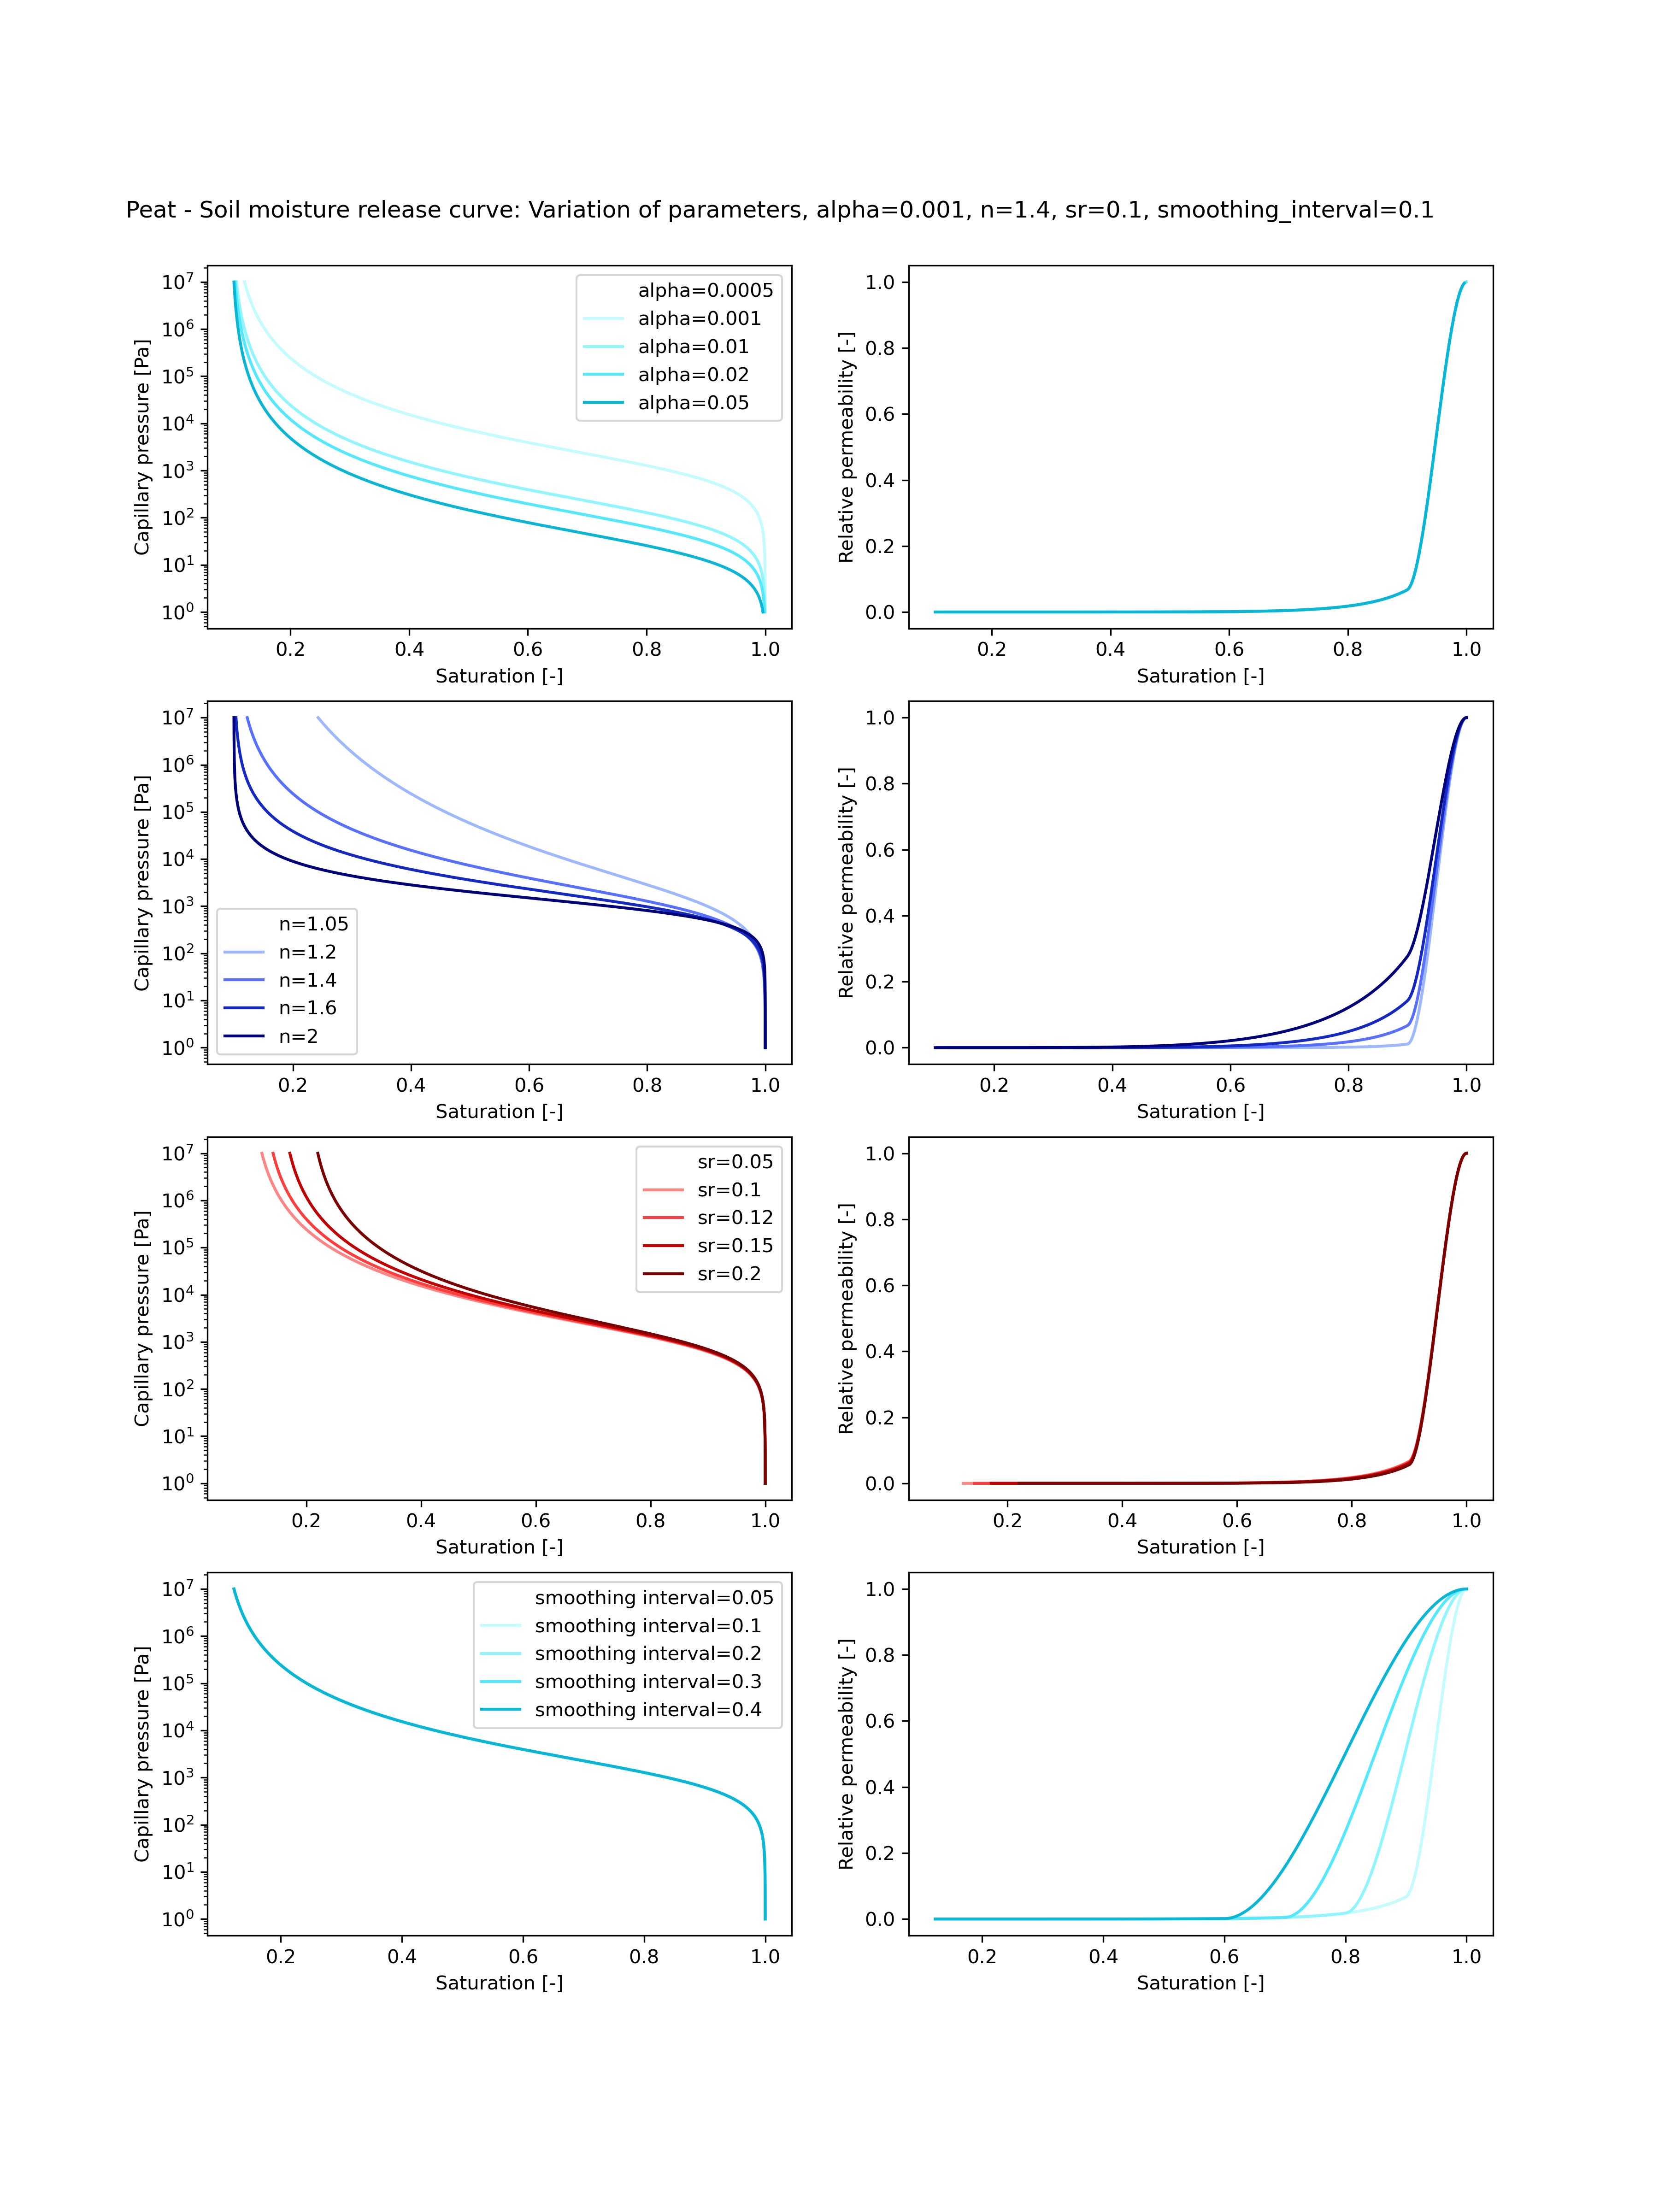 Peat - Soil moisture release curve: Variation of parameters, alpha=0.001, n=1.4, sr=0.1, smoothing_interval=0.1
10⁷
10⁶
10⁵
10⁴
10³
10²
10¹
10⁰
Capillary pressure [Pa]
alpha=0.0005
alpha=0.001
alpha=0.01
alpha=0.02
alpha=0.05
0.2 0.4 0.6 0.8 1.0
Saturation [-]
1.0
0.8
0.6
0.4
0.2
0.0
Relative permeability [-]
0.2 0.4 0.6 0.8 1.0
Saturation [-]
10⁷
10⁶
10⁵
10⁴
10³
10²
10¹
10⁰
Capillary pressure [Pa]
n=1.05
n=1.2
n=1.4
n=1.6
n=2
0.2 0.4 0.6 0.8 1.0
Saturation [-]
1.0
0.8
0.6
0.4
0.2
0.0
Relative permeability [-]
0.2 0.4 0.6 0.8 1.0
Saturation [-]
10⁷
10⁶
10⁵
10⁴
10³
10²
10¹
10⁰
Capillary pressure [Pa]
sr=0.05
sr=0.1
sr=0.12
sr=0.15
sr=0.2
0.2 0.4 0.6 0.8 1.0
Saturation [-]
1.0
0.8
0.6
0.4
0.2
0.0
Relative permeability [-]
0.2 0.4 0.6 0.8 1.0
Saturation [-]
10⁷
10⁶
10⁵
10⁴
10³
10²
10¹
10⁰
Capillary pressure [Pa]
smoothing interval=0.05
smoothing interval=0.1
smoothing interval=0.2
smoothing interval=0.3
smoothing interval=0.4
0.2 0.4 0.6 0.8 1.0
Saturation [-]
1.0
0.8
0.6
0.4
0.2
0.0
Relative permeability [-]
0.2 0.4 0.6 0.8 1.0
Saturation [-]